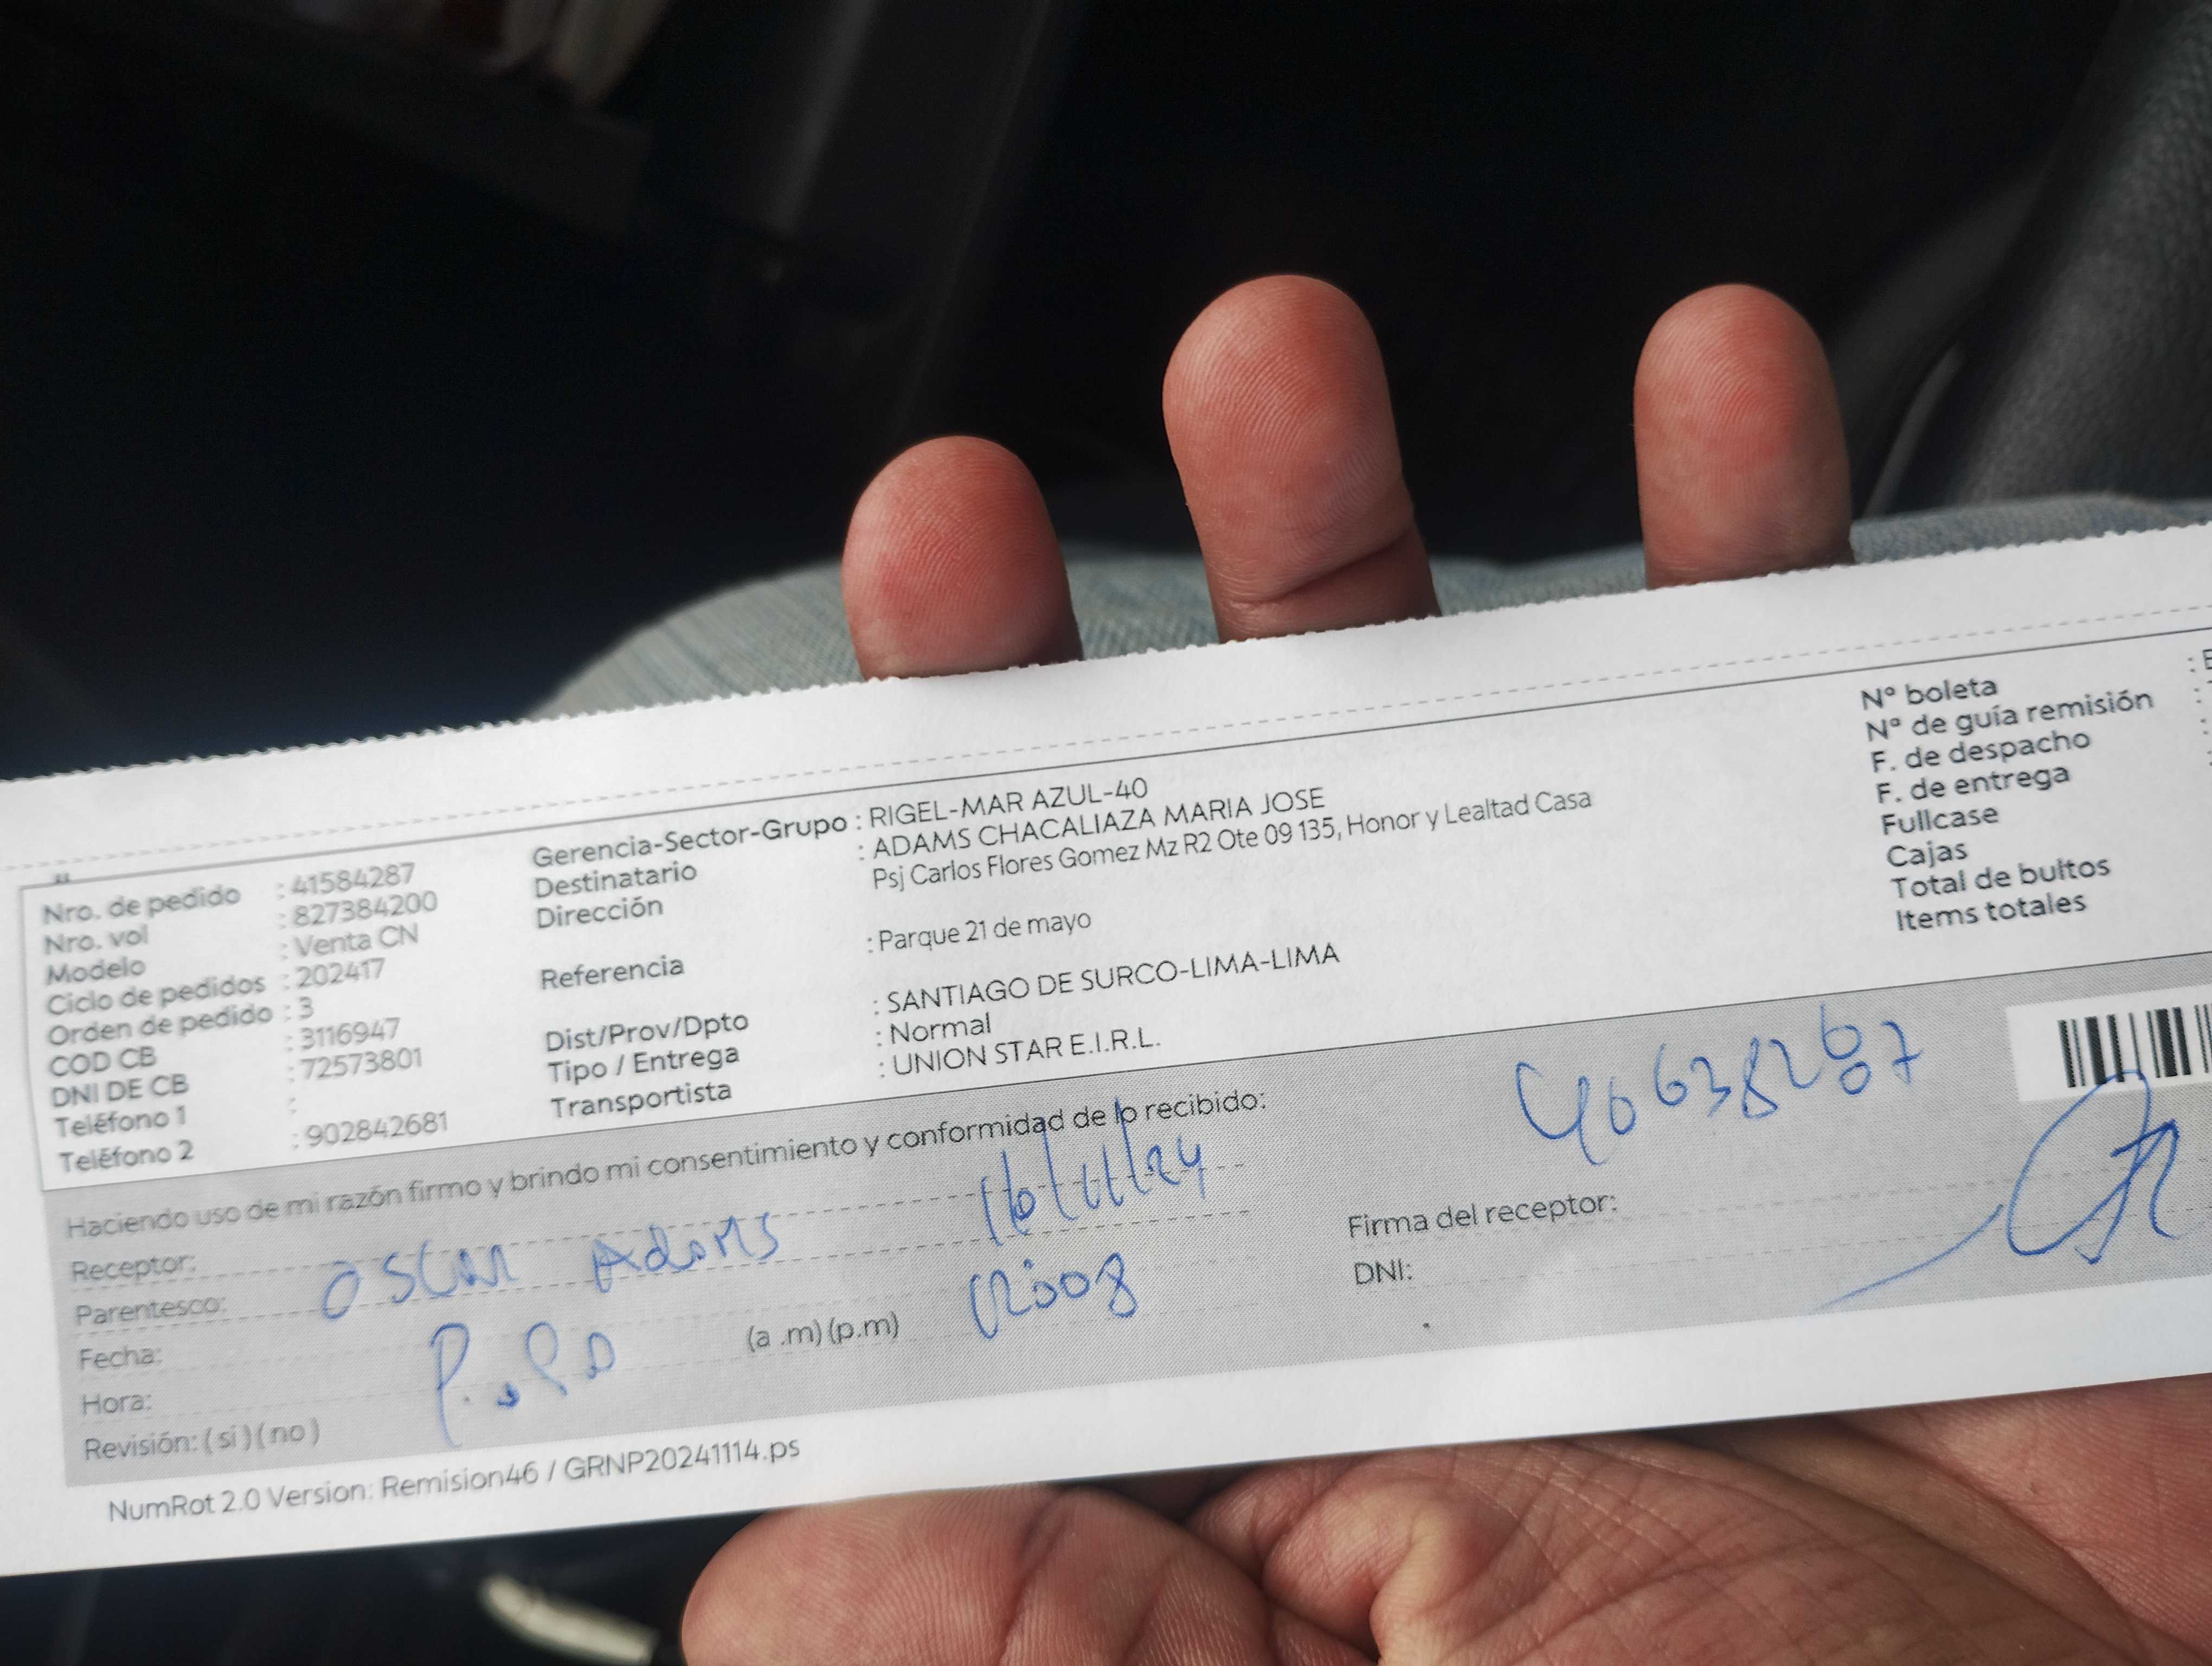 Nro. de pedido : 41584287
Nro. vol : 827384200
Modelo : Venta CN
Ciclo de pedidos : 202417
Orden de pedido : 3
COD CB : 3116947
DNI DE CB : 72573801
Teléfono 1 :
Teléfono 2 : 902842681
Gerencia-Sector-Grupo : RIGEL-MAR AZUL-40
Destinatario : ADAMS CHACALIAZA MARIA JOSE
Dirección Psj Carlos Flores Gomez Mz R2 Ote 09 135, Honor y Lealtad Casa
Referencia : Parque 21 de mayo
Dist/Prov/Dpto : SANTIAGO DE SURCO-LIMA-LIMA
Tipo / Entrega : Normal
Transportista : UNION STAR E.I.R.L.
N° boleta
N° de guía remisión
F. de despacho
F. de entrega
Fullcase
Cajas
Total de bultos
Items totales
Haciendo uso de mi razón firmo y brindo mi consentimiento y conformidad de lo recibido:
Receptor: Oscar Adams
Parentesco:
Fecha: 16/11/24
Hora: (a .m) (p.m)
Revisión: ( si ) ( no )
Firma del receptor:
DNI:
NumRot 2.0 Version: Remision46 / GRNP20241114.ps